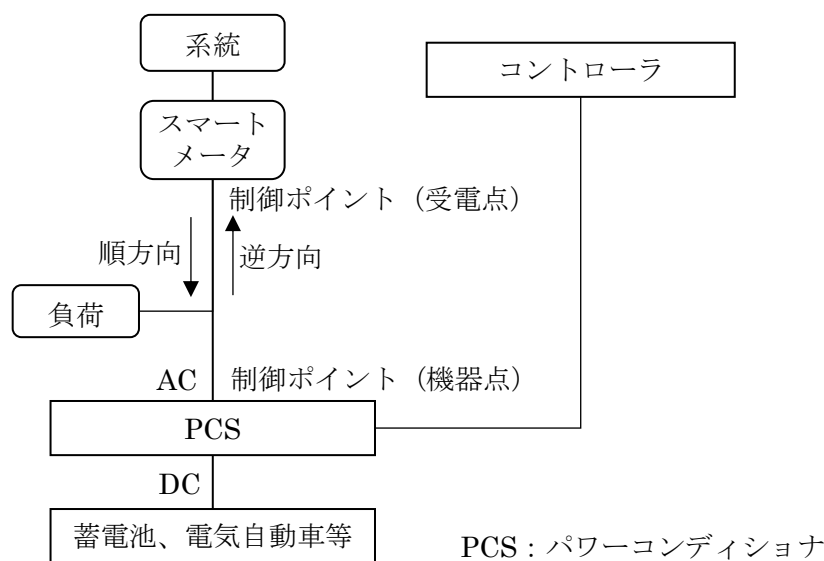 系統
コントローラ
スマート
メータ
制御ポイント（受電点）
順方向
逆方向
負荷
AC
制御ポイント（機器点）
PCS
DC
蓄電池、電気自動車等
PCS：パワーコンディショナ